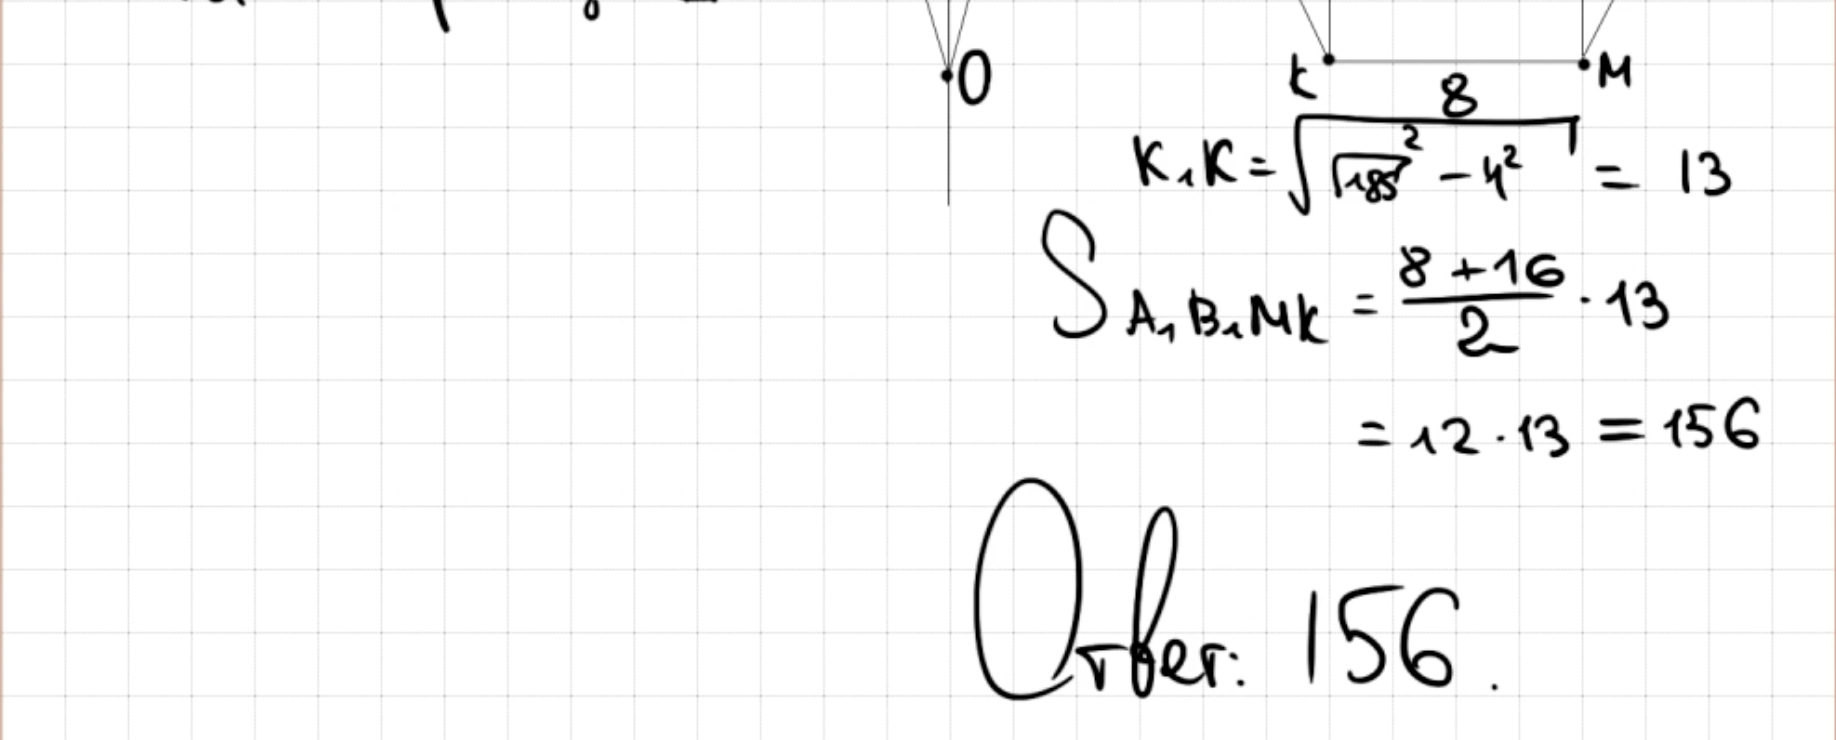 O
K M
8
K₁K = √(√185² - 4²) = 13
S A₁B₁MK = (8 + 16)/2 · 13
= 12 · 13 = 156
Ответ: 156.